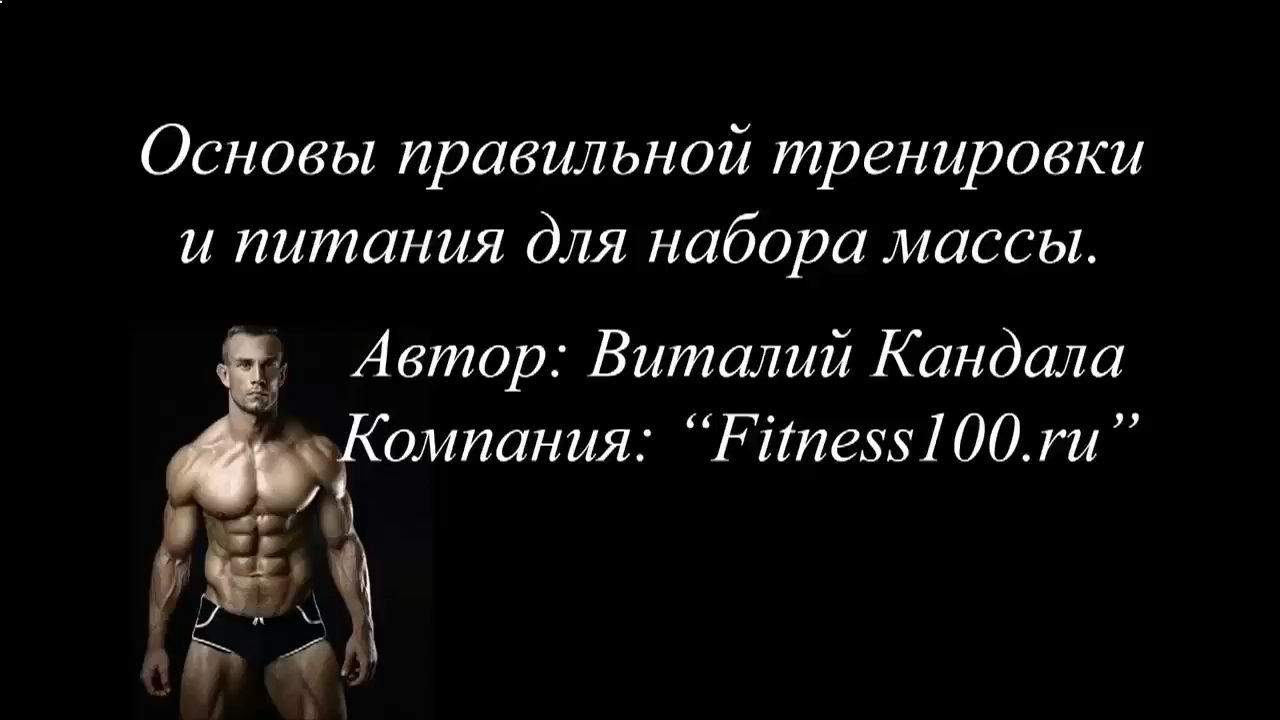 Основы правильной тренировки
и питания для набора массы.
Автор: Виталий Кандала
Компания: “Fitness100.ru”